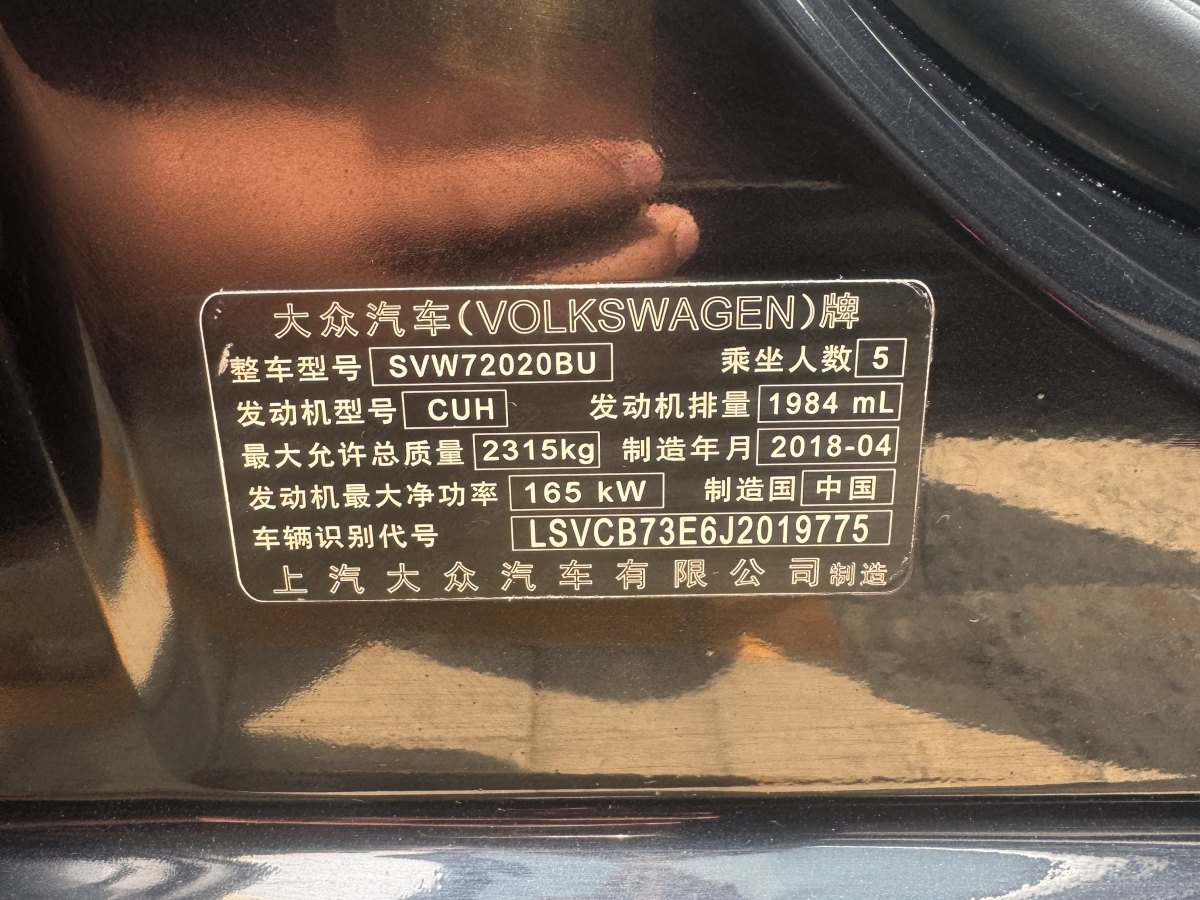 大众汽车(VOLKSWAGEN)牌
整车型号 SVW72020BU 乘坐人数 5
发动机型号 CUH 发动机排量 1984 mL
最大允许总质量 2315kg 制造年月 2018-04
发动机最大净功率 165 kW 制造国 中国
车辆识别代号 LSVCB73E6J2019775
上汽大众汽车有限公司制造